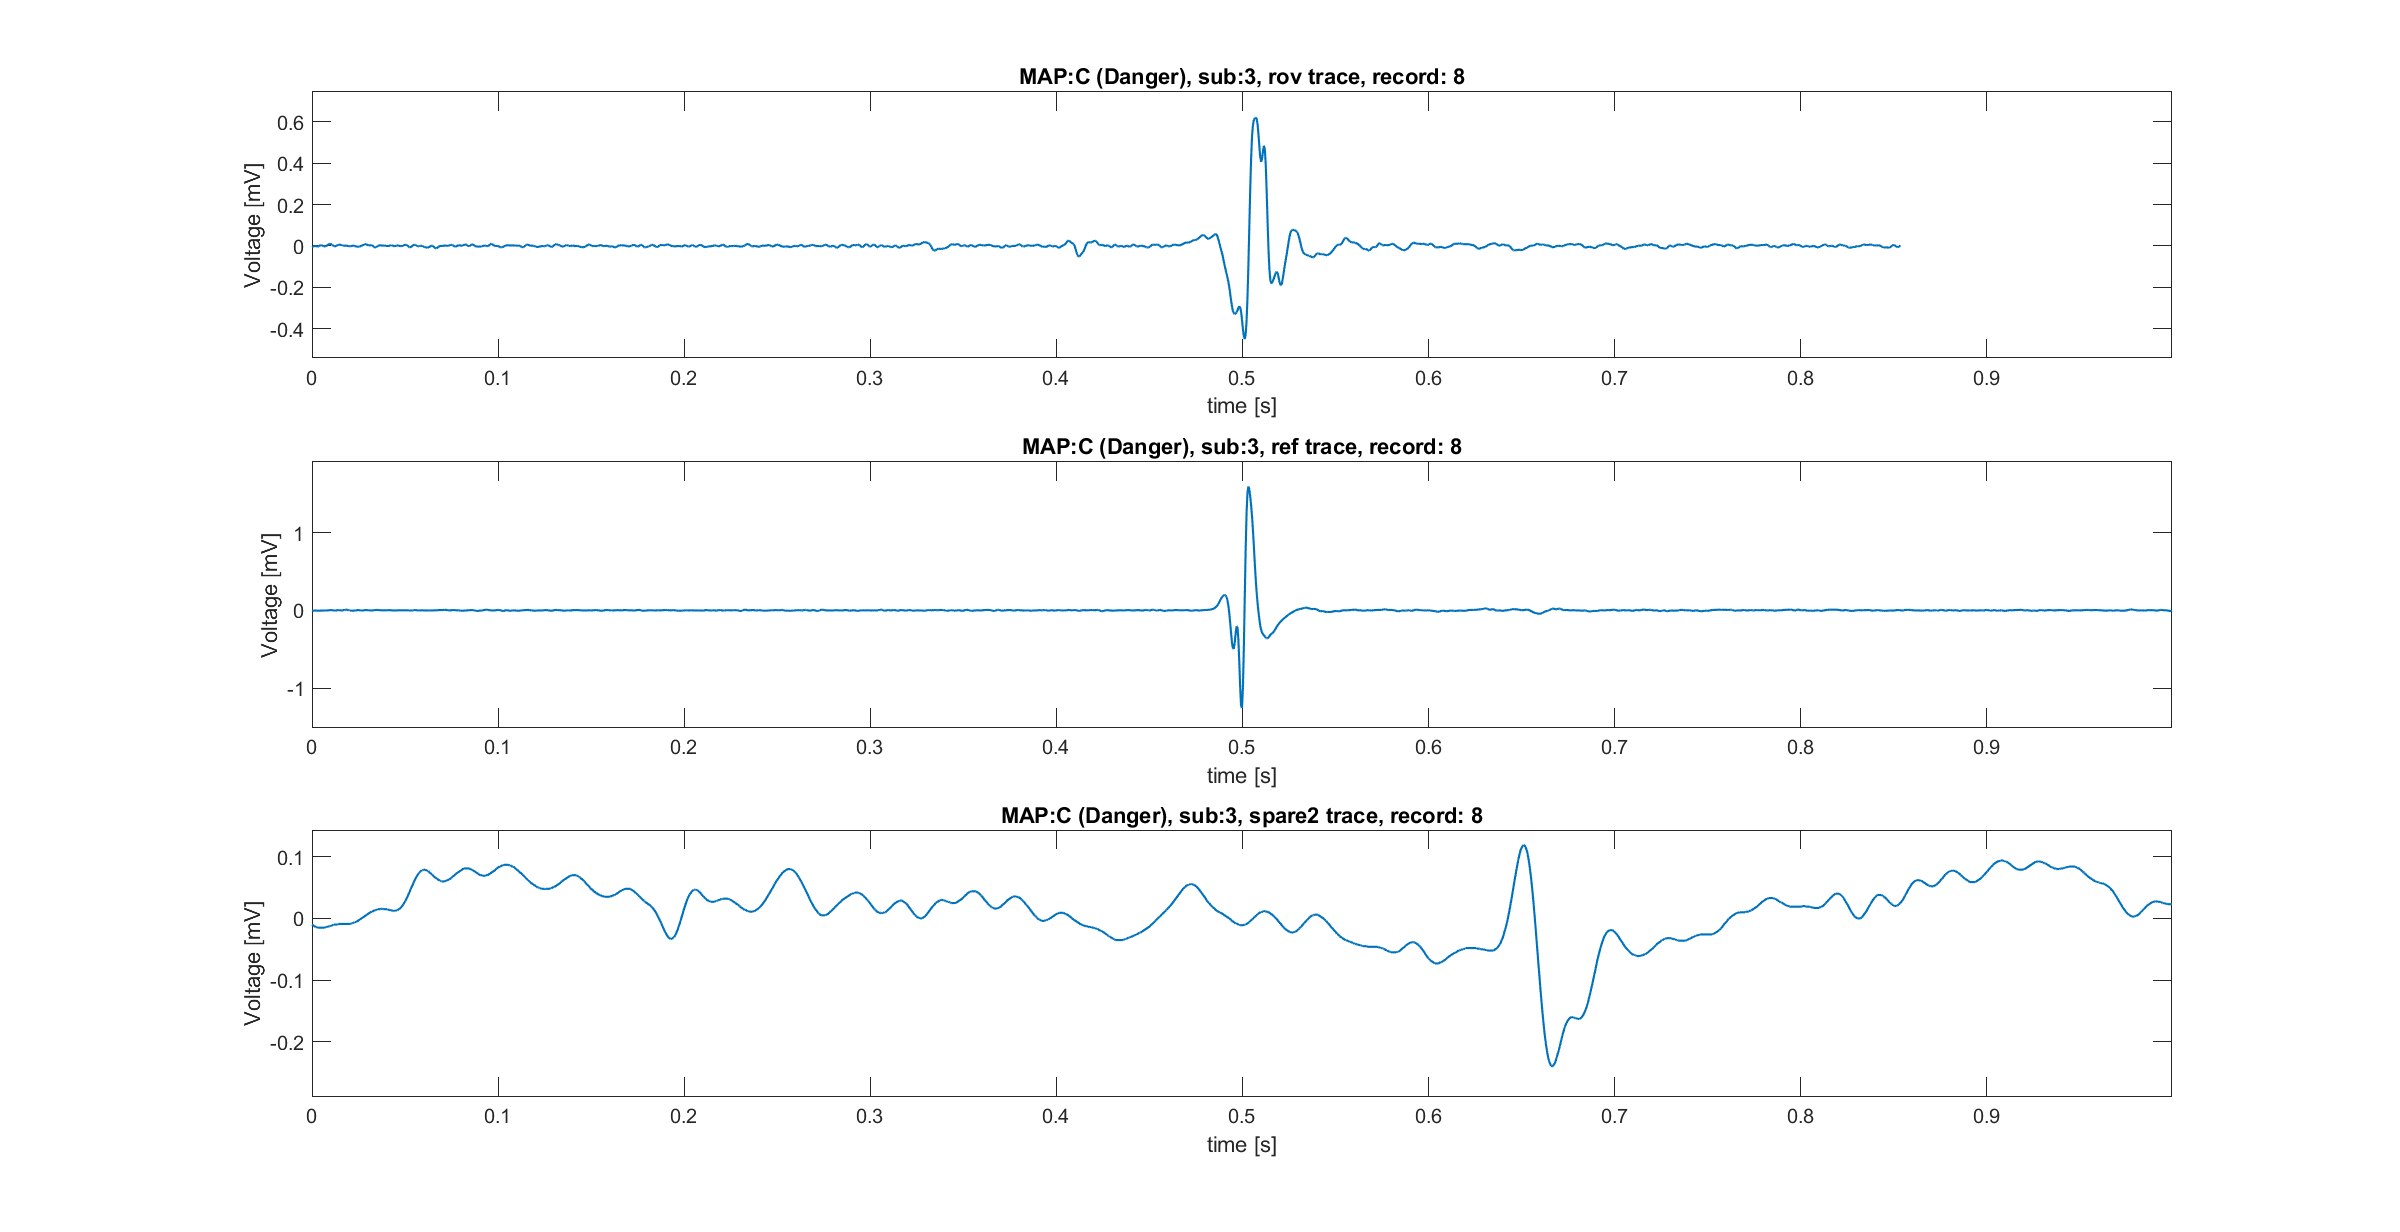 MAP:C (Danger), sub:3, rov trace, record: 8
Voltage [mV]
0.6
0.4
0.2
0
-0.2
-0.4
0 0.1 0.2 0.3 0.4 0.5 0.6 0.7 0.8 0.9
time [s]
MAP:C (Danger), sub:3, ref trace, record: 8
Voltage [mV]
1
0
-1
0 0.1 0.2 0.3 0.4 0.5 0.6 0.7 0.8 0.9
time [s]
MAP:C (Danger), sub:3, spare2 trace, record: 8
Voltage [mV]
0.1
0
-0.1
-0.2
0 0.1 0.2 0.3 0.4 0.5 0.6 0.7 0.8 0.9
time [s]